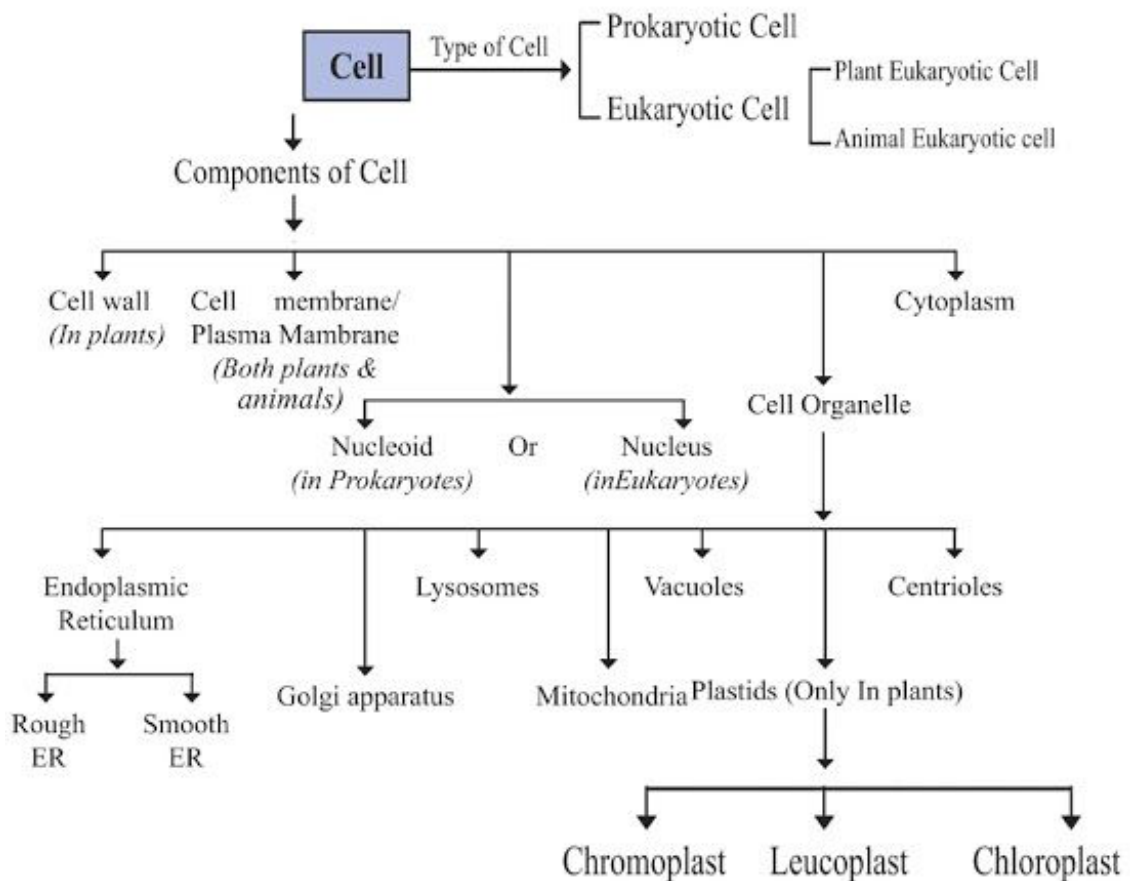 Cell
Type of Cell
Prokaryotic Cell
Eukaryotic Cell
Plant Eukaryotic Cell
Animal Eukaryotic cell
Components of Cell
Cell wall
(In plants)
Cell membrane/
Plasma Mambrane
(Both plants &
animals)
Nucleoid
(in Prokaryotes)
Or
Nucleus
(inEukaryotes)
Cell Organelle
Cytoplasm
Endoplasmic
Reticulum
Rough
ER
Smooth
ER
Golgi apparatus
Lysosomes
Mitochondria
Vacuoles
Plastids (Only In plants)
Centrioles
Chromoplast
Leucoplast
Chloroplast